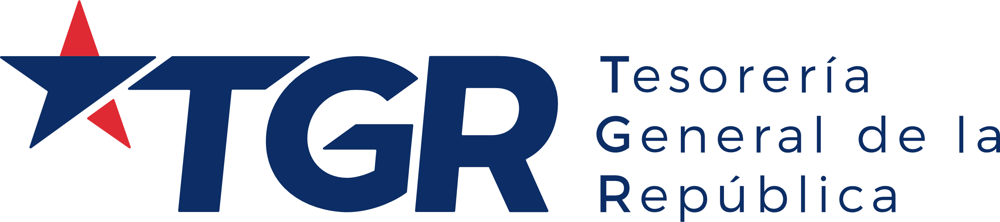 TGR
Tesorería
General de la
República